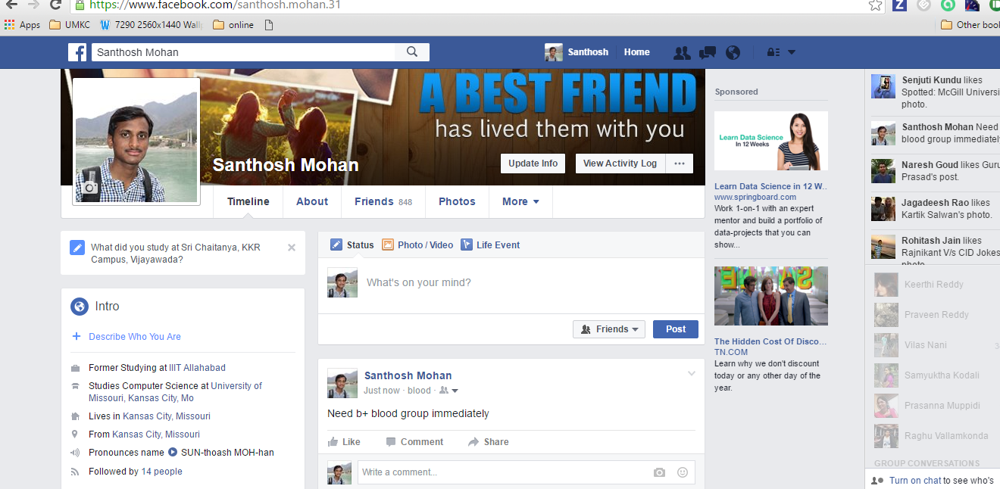 https://www.facebook.com/santhosh.mohan.31
Apps UMKC 7290 2560x1440 Wall online Other book
Santhosh Mohan
Santhosh Home
A BEST FRIEND
has lived them with you
Santhosh Mohan
Update Info View Activity Log
Timeline About Friends 848 Photos More
What did you study at Sri Chaitanya, KKR
Campus, Vijayawada?
Intro
Describe Who You Are
Former Studying at IIIT Allahabad
Studies Computer Science at University of
Missouri, Kansas City, Mo
Lives in Kansas City, Missouri
From Kansas City, Missouri
Pronounces name SUN-thoash MOH-han
Followed by 14 people
Status Photo / Video Life Event
What's on your mind?
Friends Post
Santhosh Mohan
Just now · blood ·
Need b+ blood group immediately
Like Comment Share
Write a comment...
Sponsored
Learn Data Science
In 12 Weeks
Learn Data Science in 12 W..
www.springboard.com
Work 1-on-1 with an expert
mentor and build a portfolio of
data-projects that you can
show...
SALE
The Hidden Cost Of Disco...
TN.COM
Learn why we don't discount
today or any other day of the
year.
Senjuti Kundu likes
Spotted: McGill Universi
photo.
Santhosh Mohan Need
blood group immediately
Naresh Goud likes Guru
Prasad's post.
Jagadeesh Rao likes
Kartik Salwan's photo.
Rohitash Jain likes
Rajnikant V/s CID Jokes
photo
Keerthi Reddy
Praveen Reddy
Vilas Nani 3
Samyuktha Kodali
Prasanna Muppidi
Raghu Vallamkonda
GROUP CONVERSATIONS
Turn on chat to see who's